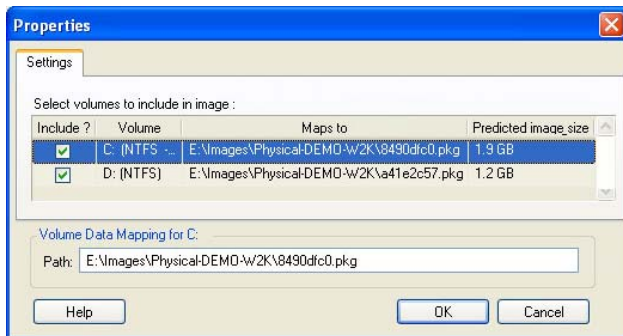 Properties
Settings
Select volumes to include in image :
Include ? Volume Maps to Predicted image_size
C: (NTFS -... E:\Images\Physical-DEMO-W2K\8490dfc0.pkg 1.9 GB
D: (NTFS) E:\Images\Physical-DEMO-W2K\a41e2c57.pkg 1.2 GB
Volume Data Mapping for C:
Path: E:\Images\Physical-DEMO-W2K\8490dfc0.pkg
Help OK Cancel